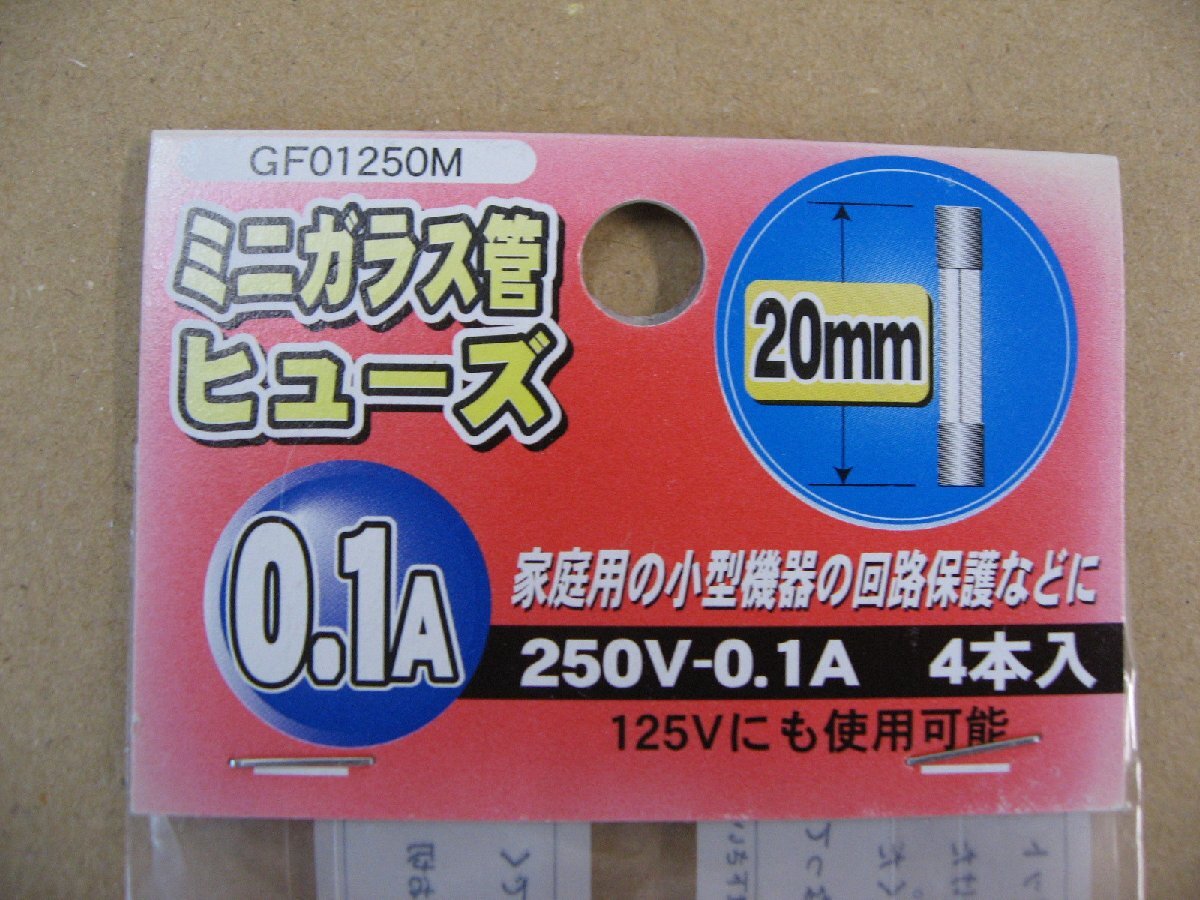 GF01250M
ミニガラス管
ヒューズ
20mm
0.1A
家庭用の小型機器の回路保護などに
250V-0.1A 4本入
125Vにも使用可能